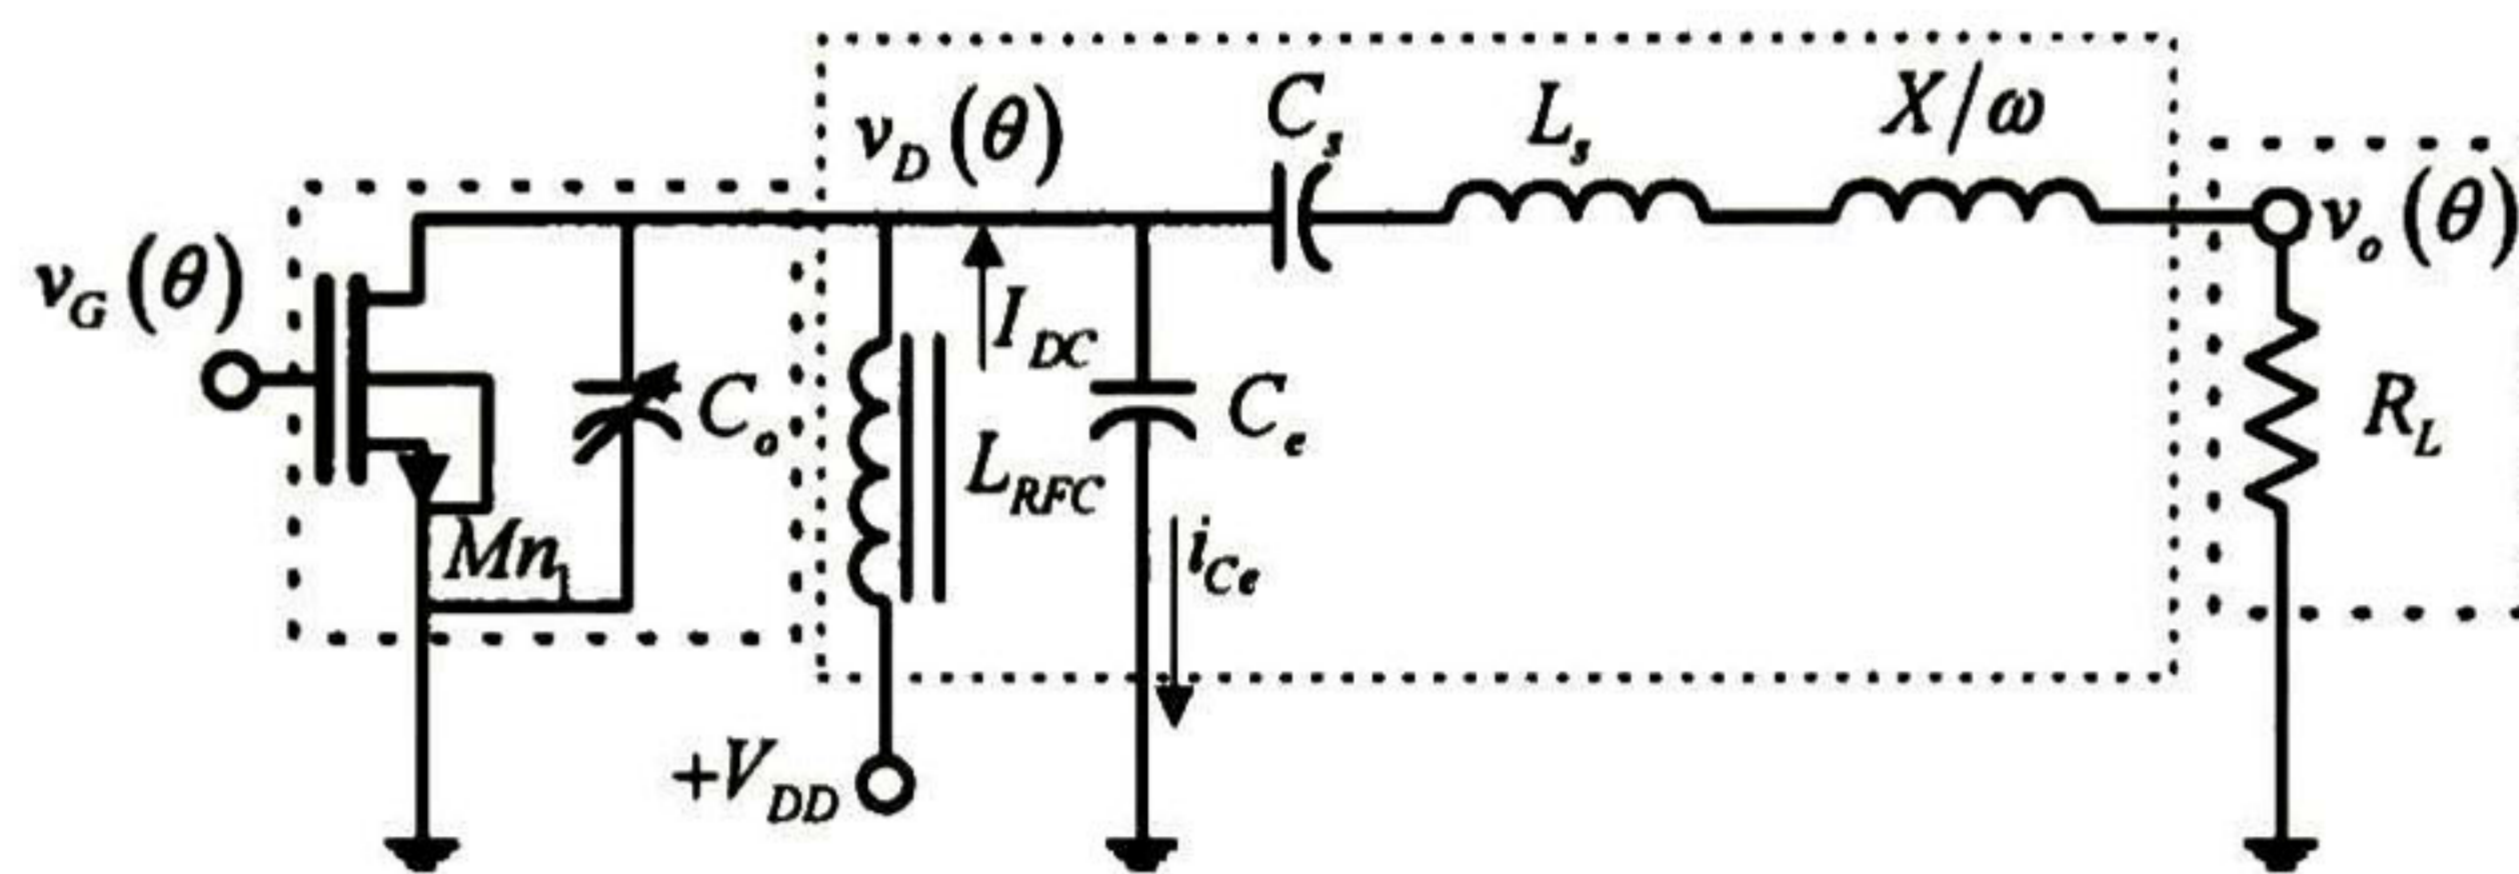 v_G(θ)
Mn_1
C_o
v_D(θ)
I_DC
L_RFC
+V_DD
C_e
i_Ce
C_s
L_s
X/ω
v_o(θ)
R_L